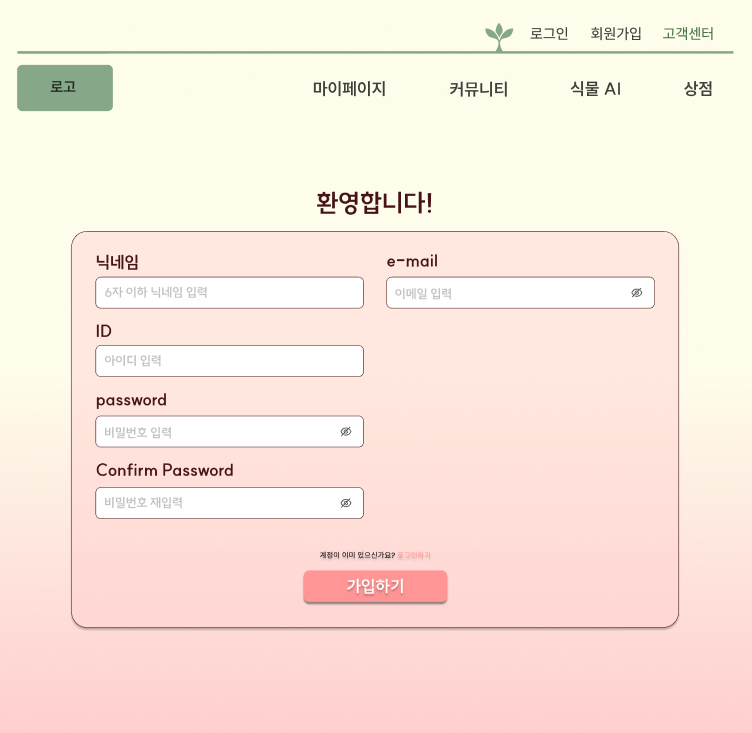 로그인 회원가입 고객센터
로고 마이페이지 커뮤니티 식물 AI 상점
환영합니다!
닉네임
6자 이하 닉네임 입력
e-mail
이메일 입력
ID
아이디 입력
password
비밀번호 입력
Confirm Password
비밀번호 재입력
계정이 이미 있으신가요? 로그인하기
가입하기